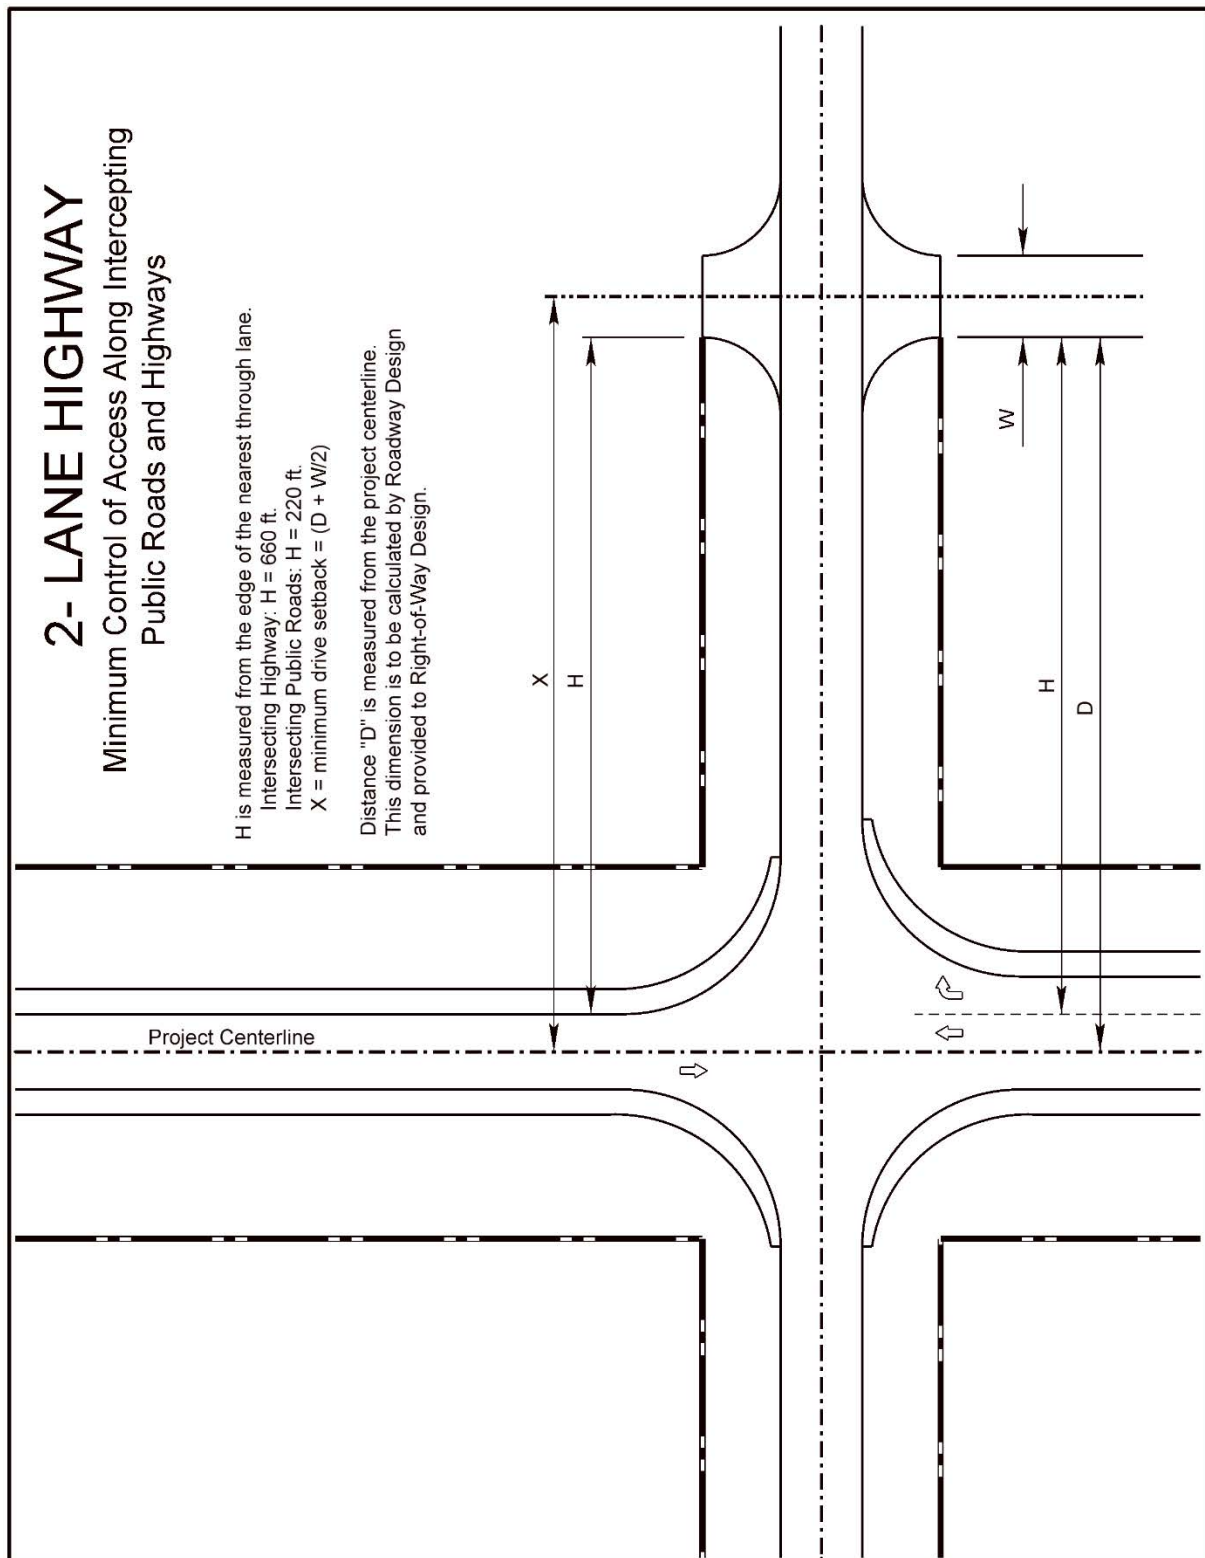 2- LANE HIGHWAY
Minimum Control of Access Along Intercepting
Public Roads and Highways
H is measured from the edge of the nearest through lane.
Intersecting Highway: H = 660 ft.
Intersecting Public Roads: H = 220 ft.
X = minimum drive setback = (D + W/2)
Distance "D" is measured from the project centerline.
This dimension is to be calculated by Roadway Design
and provided to Right-of-Way Design.
X
H
Project Centerline
W
H
D